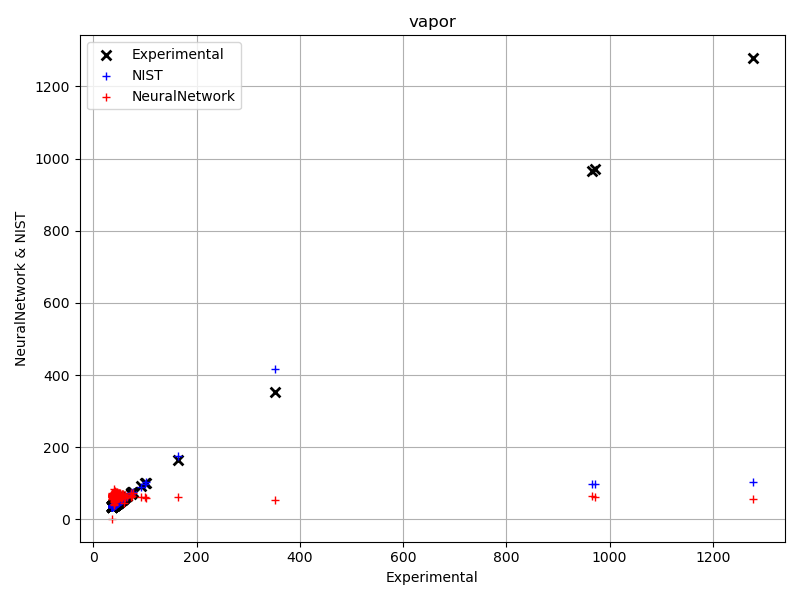 vapor
Experimental
NIST
NeuralNetwork
1200
1000
800
600
400
200
0
NeuralNetwork & NIST
0 200 400 600 800 1000 1200
Experimental